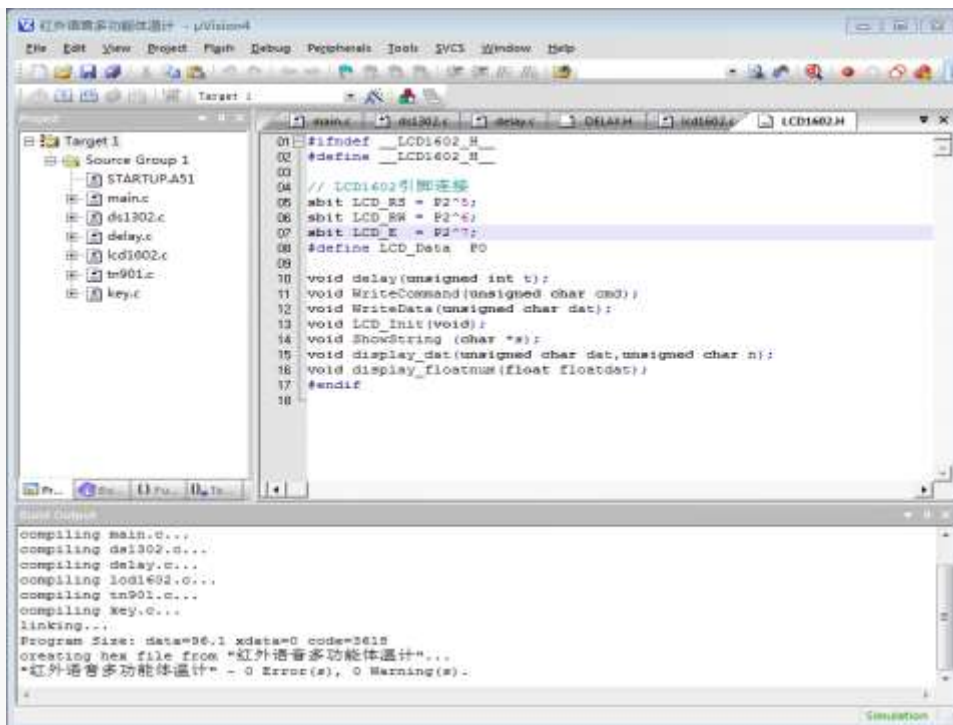 红外语音多功能体温计 - μVision4
File Edit View Project Flash Debug Peripherals Tools SVCS Window Help
Target 1
Project
main.c ds1302.c delay.c DELAY.H lcd1602.c LCD1602.H
Target 1
Source Group 1
STARTUP.A51
main.c
ds1302.c
delay.c
lcd1602.c
tn901.c
key.c
01 #ifndef __LCD1602_H__
02 #define __LCD1602_H__
03
04 // LCD1602引脚连接
05 sbit LCD_RS = P2^5;
06 sbit LCD_RW = P2^6;
07 sbit LCD_E = P2^7;
08 #define LCD_Data P0
09
10 void delay(unsigned int t);
11 void WriteCommand(unsigned char cmd);
12 void WriteData(unsigned char dat);
13 void LCD_Init(void);
14 void ShowString (char *s);
15 void display_dat(unsigned char dat,unsigned char n);
16 void display_floatnum(float floatdat);
17 #endif
18
Pr... Bo... {} Fu... Te...
Build Output
compiling main.c...
compiling ds1302.c...
compiling delay.c...
compiling lcd1602.c...
compiling tn901.c...
compiling key.c...
linking...
Program Size: data=96.1 xdata=0 code=3618
creating hex file from "红外语音多功能体温计"...
"红外语音多功能体温计" - 0 Error(s), 0 Warning(s).
Simulation